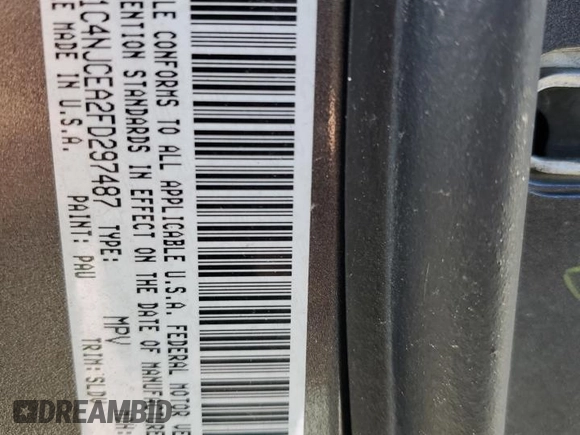 LE CONFORMS TO ALL APPLICABLE U.S.A. FEDERAL MOTOR VE
ENTION STANDARDS IN EFFECT ON THE DATE OF MANUFACTURE
1C4NJCEA2FD297487 TYPE: MPV
MADE IN U.S.A. PAINT: PAU TRIM: SLD
DREAMBID